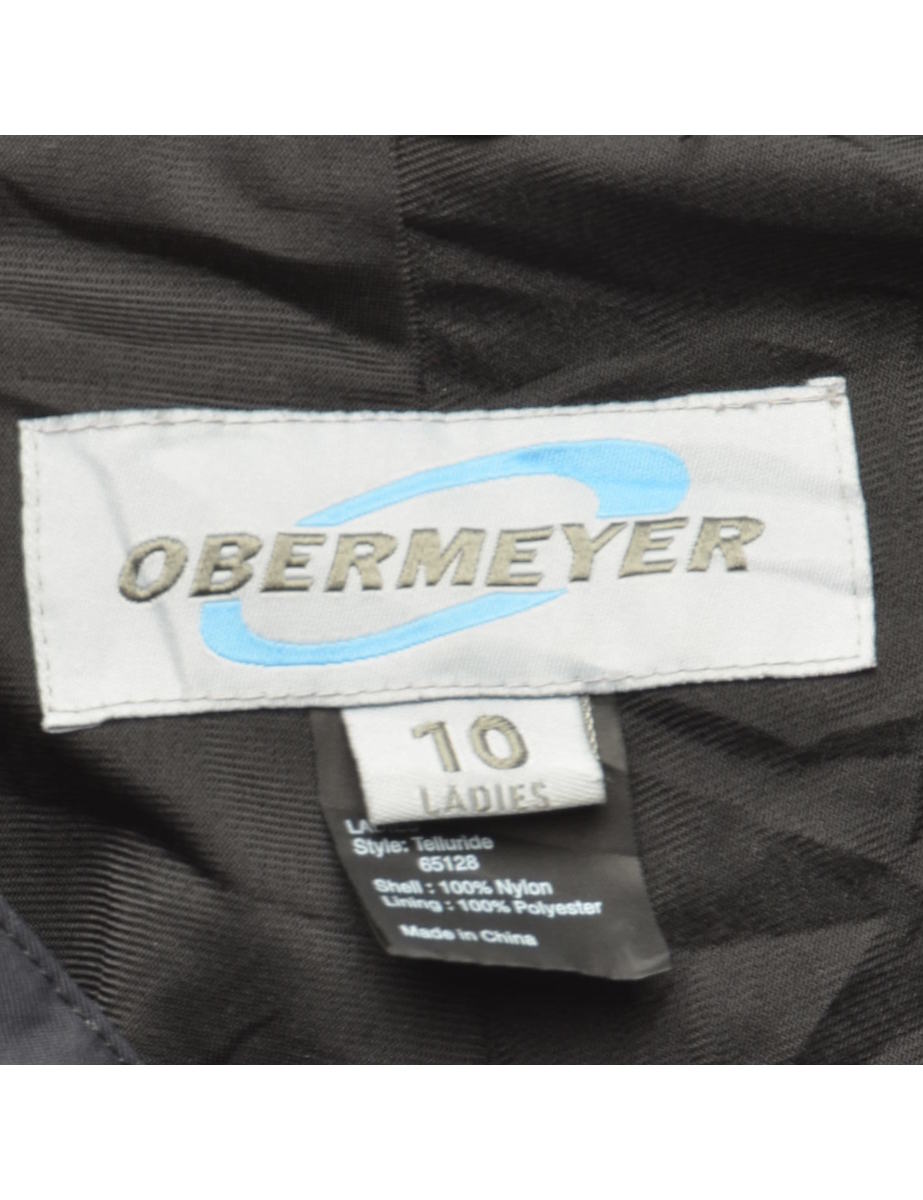 OBERMEYER
10
LADIES
Style: Telluride
65128
Shell : 100% Nylon
Lining : 100% Polyester
Made in China